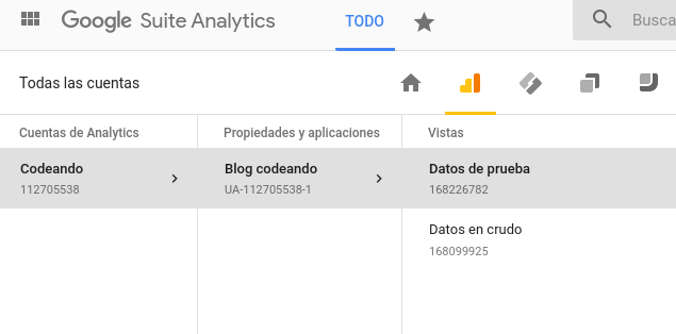 Google Suite Analytics
TODO
Busca
Todas las cuentas
Cuentas de Analytics
Propiedades y aplicaciones
Vistas
Codeando
112705538
Blog codeando
UA-112705538-1
Datos de prueba
168226782
Datos en crudo
168099925